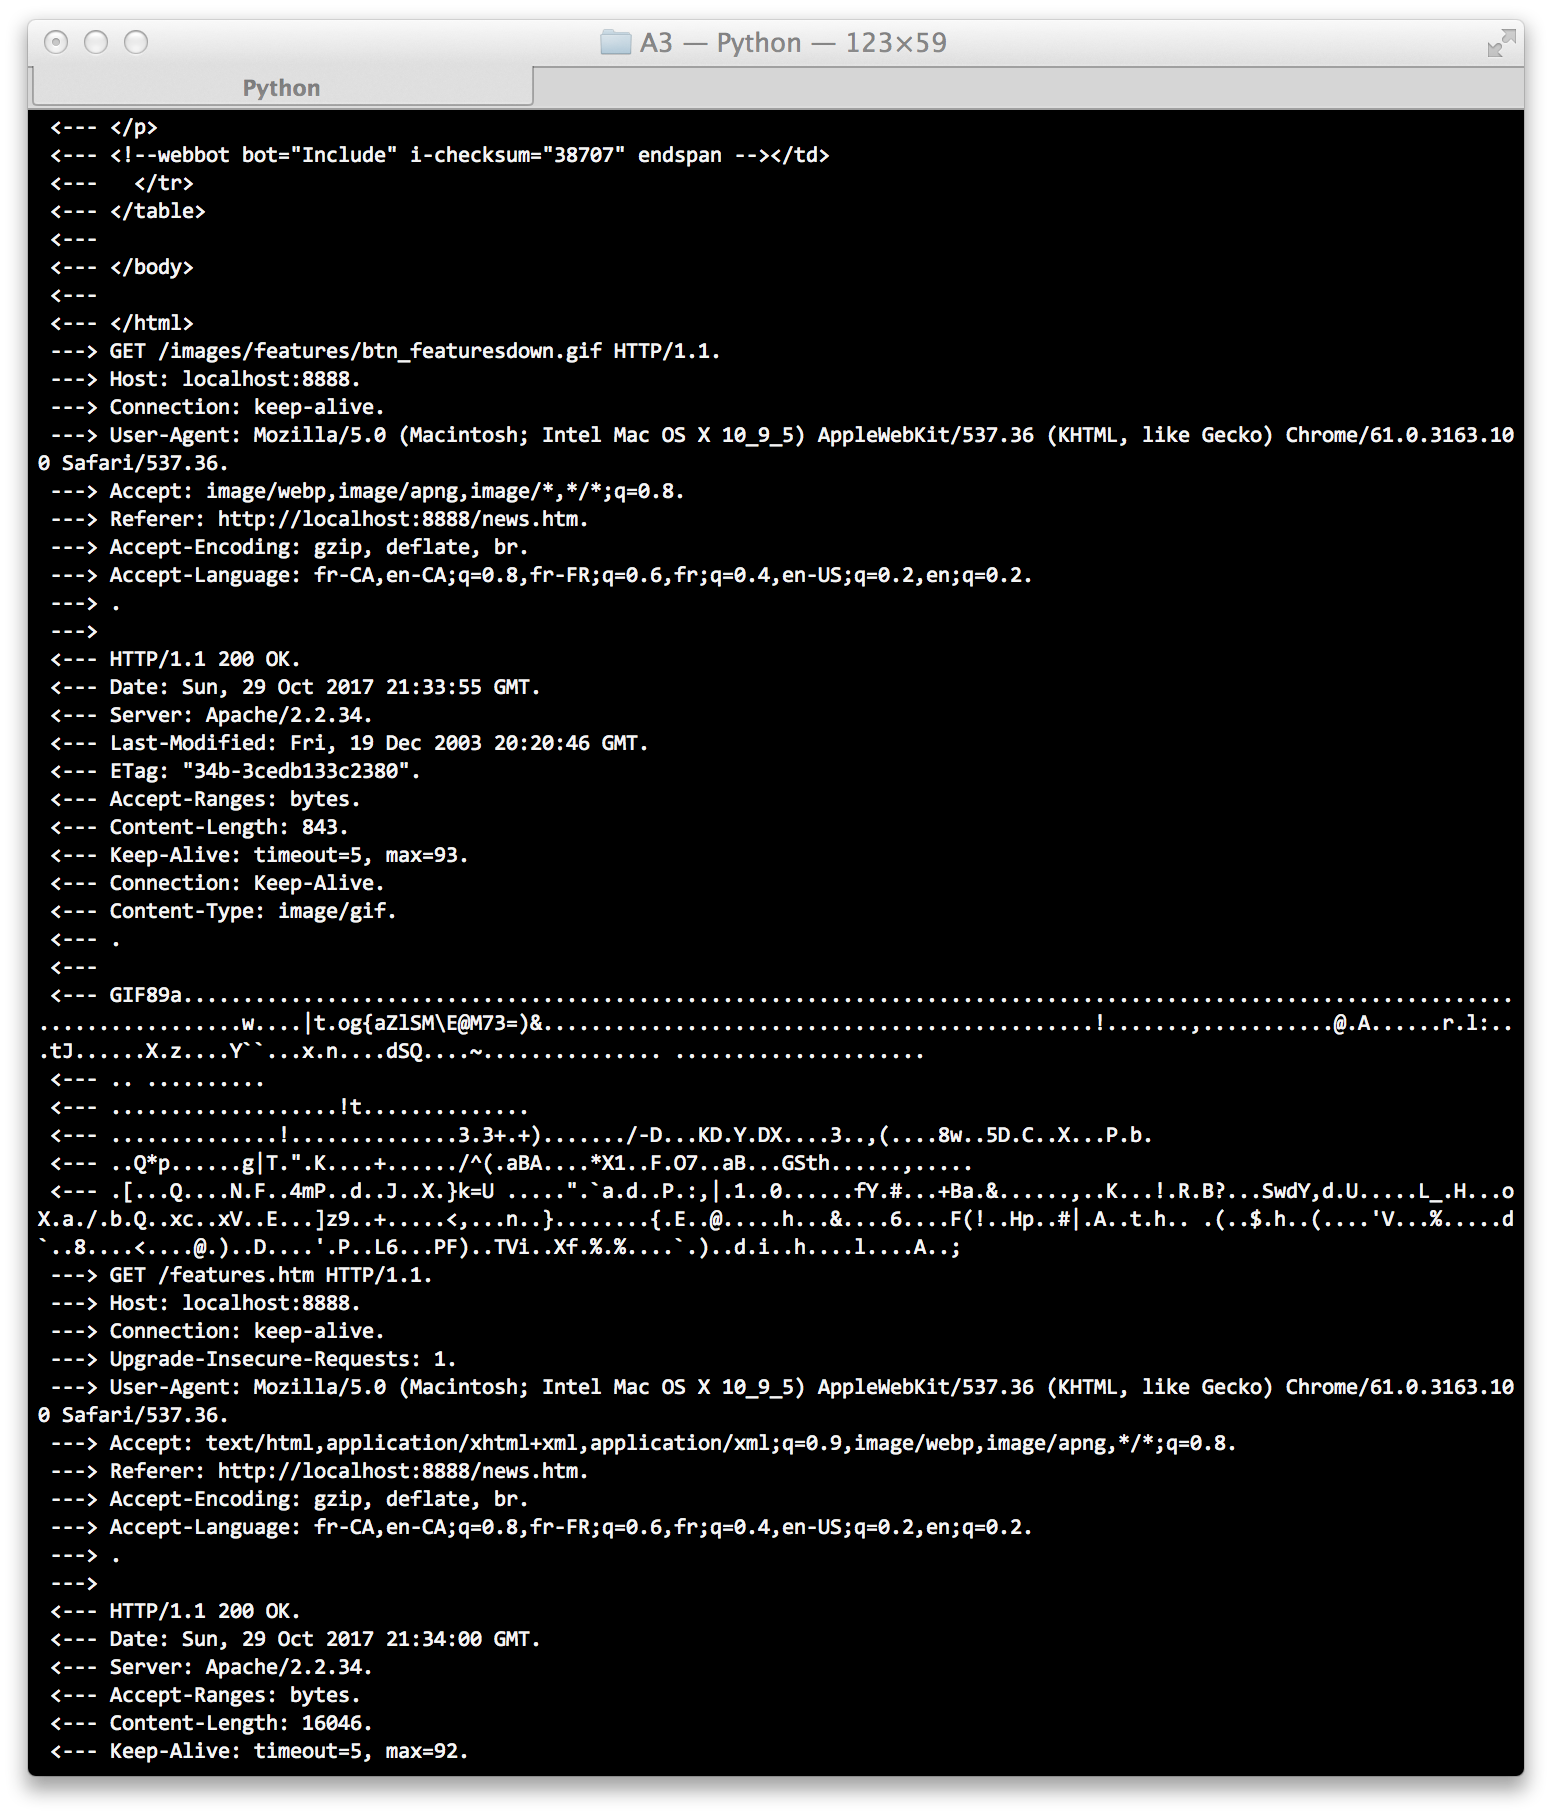 A3 — Python — 123×59
Python
<--- </p>
<--- <!--webbot bot="Include" i-checksum="38707" endspan --></td>
<---   </tr>
<--- </table>
<---
<--- </body>
<---
<--- </html>
---> GET /images/features/btn_featuresdown.gif HTTP/1.1.
---> Host: localhost:8888.
---> Connection: keep-alive.
---> User-Agent: Mozilla/5.0 (Macintosh; Intel Mac OS X 10_9_5) AppleWebKit/537.36 (KHTML, like Gecko) Chrome/61.0.3163.10
0 Safari/537.36.
---> Accept: image/webp,image/apng,image/*,*/*;q=0.8.
---> Referer: http://localhost:8888/news.htm.
---> Accept-Encoding: gzip, deflate, br.
---> Accept-Language: fr-CA,en-CA;q=0.8,fr-FR;q=0.6,fr;q=0.4,en-US;q=0.2,en;q=0.2.
---> .
--->
<--- HTTP/1.1 200 OK.
<--- Date: Sun, 29 Oct 2017 21:33:55 GMT.
<--- Server: Apache/2.2.34.
<--- Last-Modified: Fri, 19 Dec 2003 20:20:46 GMT.
<--- ETag: "34b-3cedb133c2380".
<--- Accept-Ranges: bytes.
<--- Content-Length: 843.
<--- Keep-Alive: timeout=5, max=93.
<--- Connection: Keep-Alive.
<--- Content-Type: image/gif.
<--- .
<---
<--- GIF89a...............................................................................................................
.................w....|t.og{aZlSM\E@M73=)&..............................................!.......,...........@.A......r.l:..
.tJ......X.z....Y``...x.n....dSQ....~............... .....................
<--- .. ..........
<--- ...................!t..............
<--- ..............!..............3.3+.+)......./-D...KD.Y.DX....3..,(....8w..5D.C..X...P.b.
<--- ..Q*p......g|T.".K....+....../^(.aBA....*X1..F.O7..aB...GSth......,.....
<--- .[...Q....N.F..4mP..d..J..X.}k=U .....".`a.d..P.:,|.1..0......fY.#...+Ba.&......,..K...!.R.B?...SwdY,d.U.....L_.H...o
X.a./.b.Q..xc..xV..E...]z9..+.....<,...n..}........{.E..@.....h...&....6....F(!..Hp..#|.A..t.h.. .(..$.h..(....'V...%.....d
`..8....<....@.)..D....'.P..L6...PF)..TVi..Xf.%.%....`.)..d.i..h....l....A..;
---> GET /features.htm HTTP/1.1.
---> Host: localhost:8888.
---> Connection: keep-alive.
---> Upgrade-Insecure-Requests: 1.
---> User-Agent: Mozilla/5.0 (Macintosh; Intel Mac OS X 10_9_5) AppleWebKit/537.36 (KHTML, like Gecko) Chrome/61.0.3163.10
0 Safari/537.36.
---> Accept: text/html,application/xhtml+xml,application/xml;q=0.9,image/webp,image/apng,*/*;q=0.8.
---> Referer: http://localhost:8888/news.htm.
---> Accept-Encoding: gzip, deflate, br.
---> Accept-Language: fr-CA,en-CA;q=0.8,fr-FR;q=0.6,fr;q=0.4,en-US;q=0.2,en;q=0.2.
---> .
--->
<--- HTTP/1.1 200 OK.
<--- Date: Sun, 29 Oct 2017 21:34:00 GMT.
<--- Server: Apache/2.2.34.
<--- Accept-Ranges: bytes.
<--- Content-Length: 16046.
<--- Keep-Alive: timeout=5, max=92.